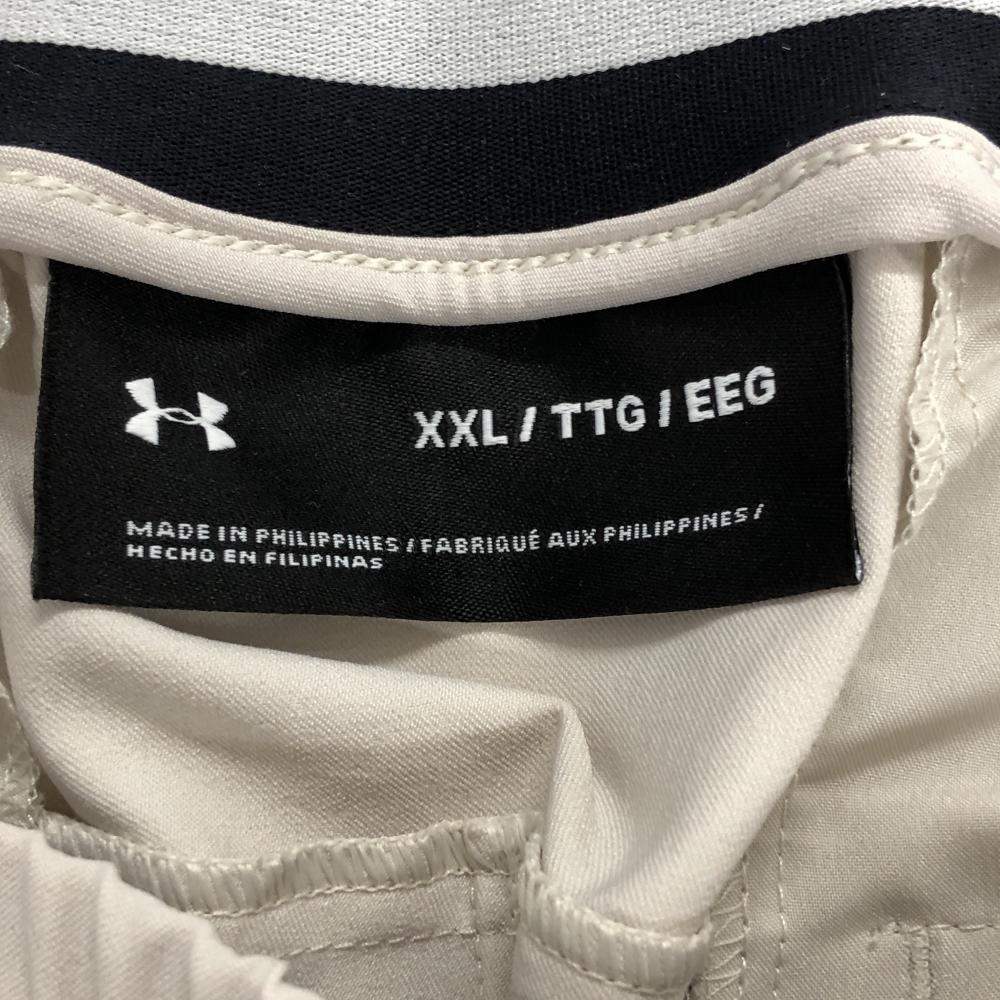 XXL / TTG / EEG
MADE IN PHILIPPINES / FABRIQUÉ AUX PHILIPPINES /
HECHO EN FILIPINAS